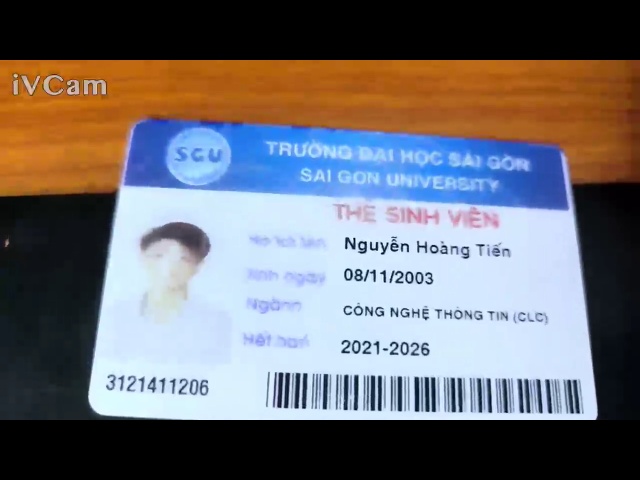 iVCam
SGU
TRƯỜNG ĐẠI HỌC SÀI GÒN
SAI GON UNIVERSITY
THẺ SINH VIÊN
Họ và tên Nguyễn Hoàng Tiến
Sinh ngày 08/11/2003
Ngành CÔNG NGHỆ THÔNG TIN (CLC)
Hết hạn 2021-2026
3121411206